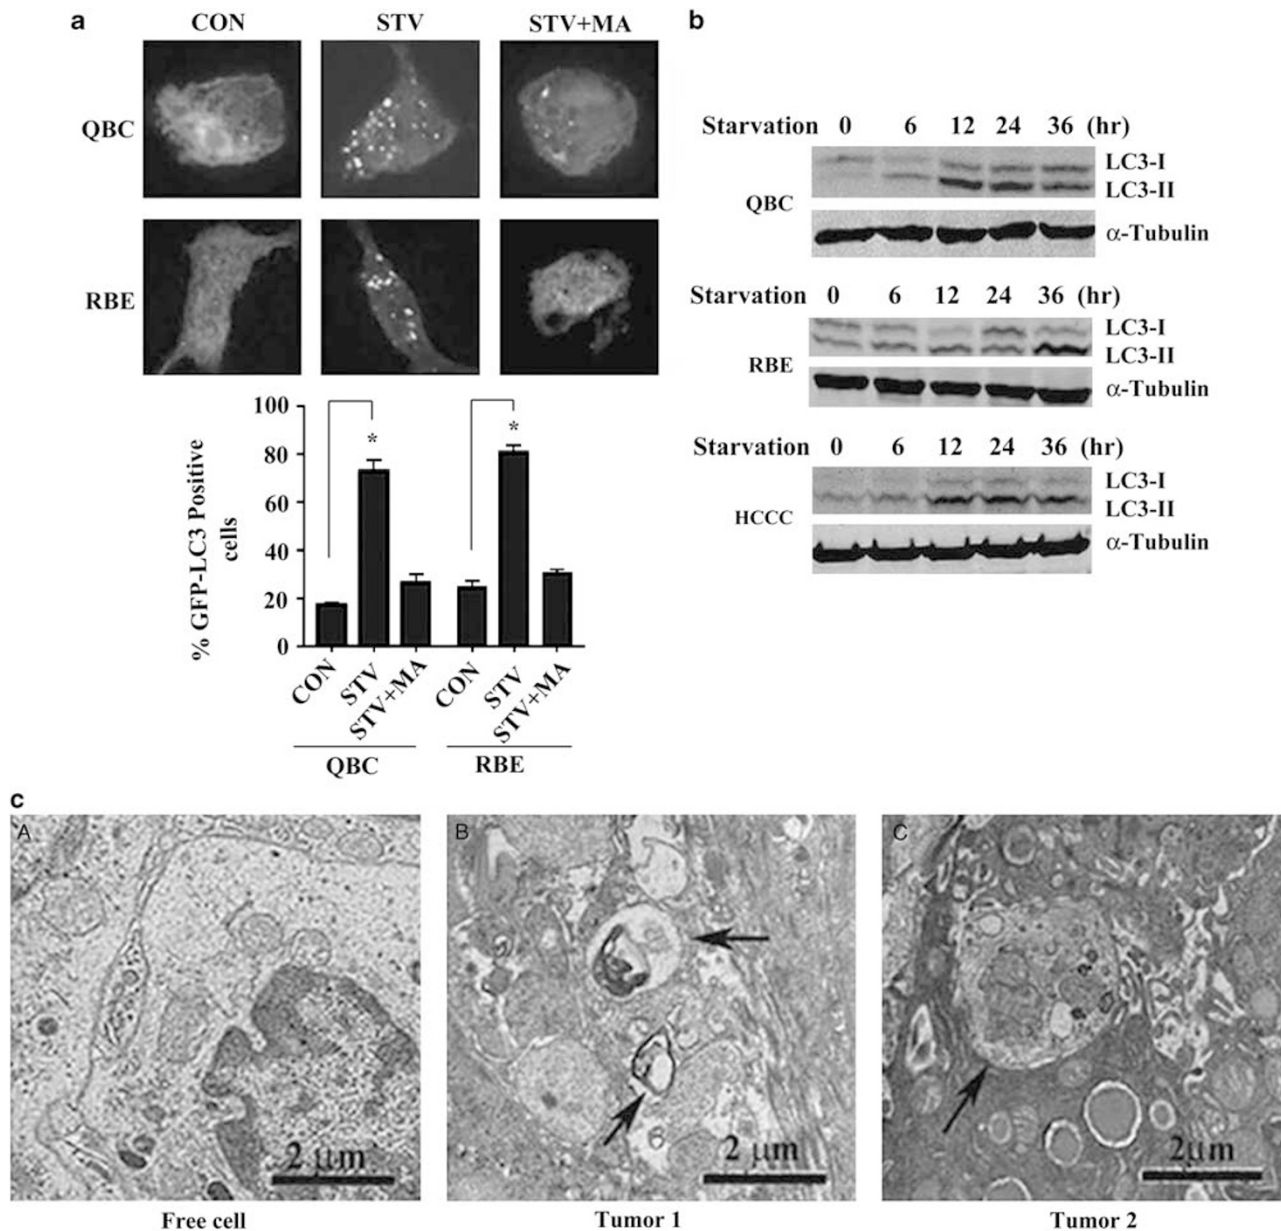 a
CON STV STV+MA
QBC
RBE
% GFP-LC3 Positive cells
100
80
60
40
20
0
* *
CON STV STV+MA CON STV STV+MA
QBC RBE
b
Starvation 0 6 12 24 36 (hr)
LC3-I
LC3-II
QBC
α-Tubulin
Starvation 0 6 12 24 36 (hr)
LC3-I
LC3-II
RBE
α-Tubulin
Starvation 0 6 12 24 36 (hr)
LC3-I
LC3-II
HCCC
α-Tubulin
c
A B C
2 μm 2 μm 2μm
Free cell Tumor 1 Tumor 2